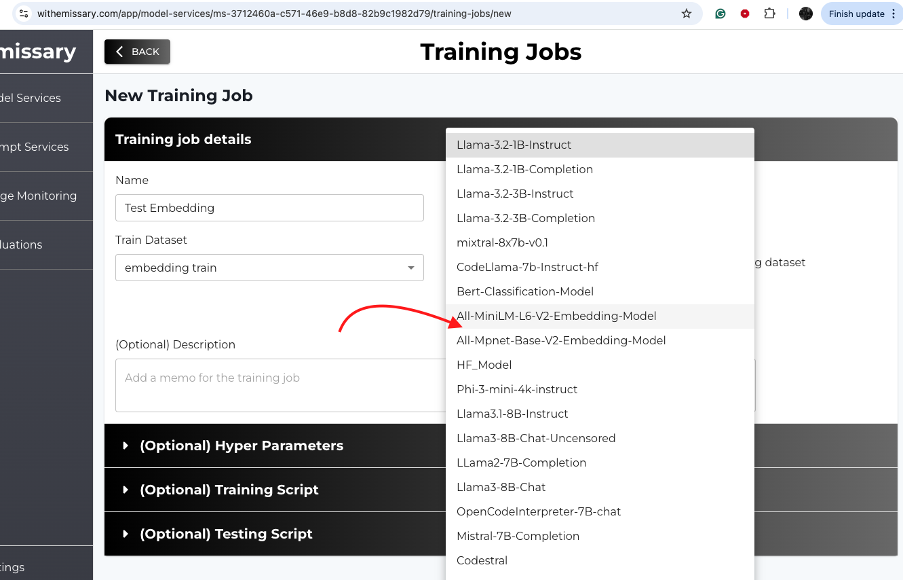 withemissary.com/app/model-services/ms-3712460a-c571-46e9-b8d8-82b9c1982d79/training-jobs/new
Finish update
missary
BACK
Training Jobs
del Services
mpt Services
ge Monitoring
luations
tings
New Training Job
Training job details
Name
Test Embedding
Train Dataset
embedding train
g dataset
(Optional) Description
Add a memo for the training job
(Optional) Hyper Parameters
(Optional) Training Script
(Optional) Testing Script
Llama-3.2-1B-Instruct
Llama-3.2-1B-Completion
Llama-3.2-3B-Instruct
Llama-3.2-3B-Completion
mixtral-8x7b-v0.1
CodeLlama-7b-Instruct-hf
Bert-Classification-Model
All-MiniLM-L6-V2-Embedding-Model
All-Mpnet-Base-V2-Embedding-Model
HF_Model
Phi-3-mini-4k-instruct
Llama3.1-8B-Instruct
Llama3-8B-Chat-Uncensored
LLama2-7B-Completion
Llama3-8B-Chat
OpenCodeInterpreter-7B-chat
Mistral-7B-Completion
Codestral